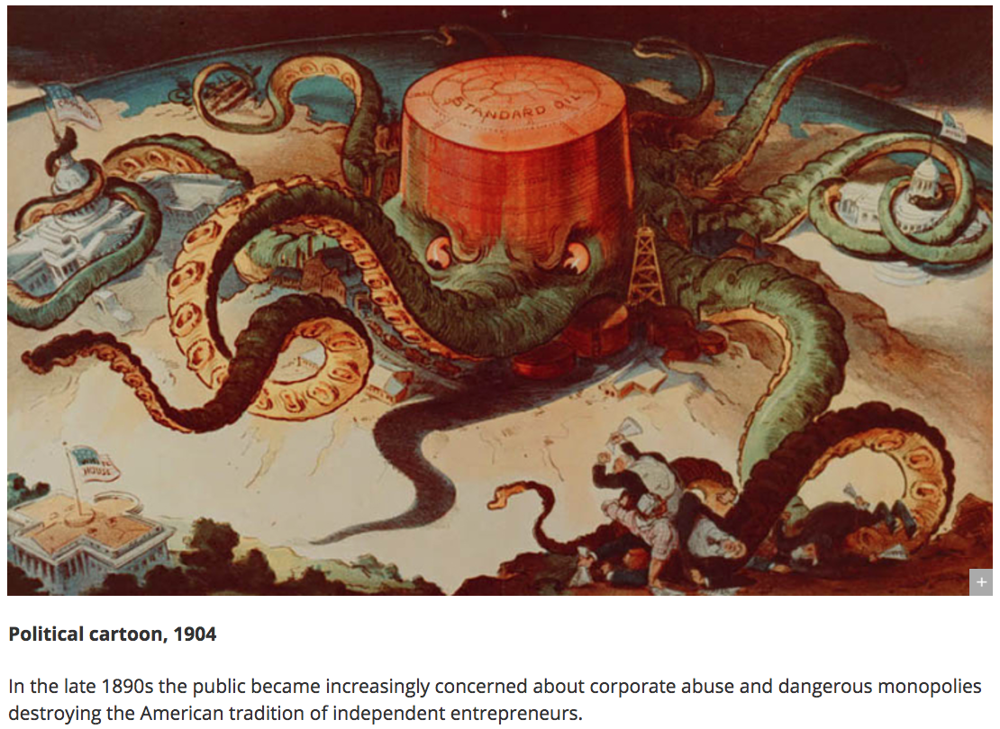 STANDARD OIL
HOUSE
+
Political cartoon, 1904
In the late 1890s the public became increasingly concerned about corporate abuse and dangerous monopolies
destroying the American tradition of independent entrepreneurs.